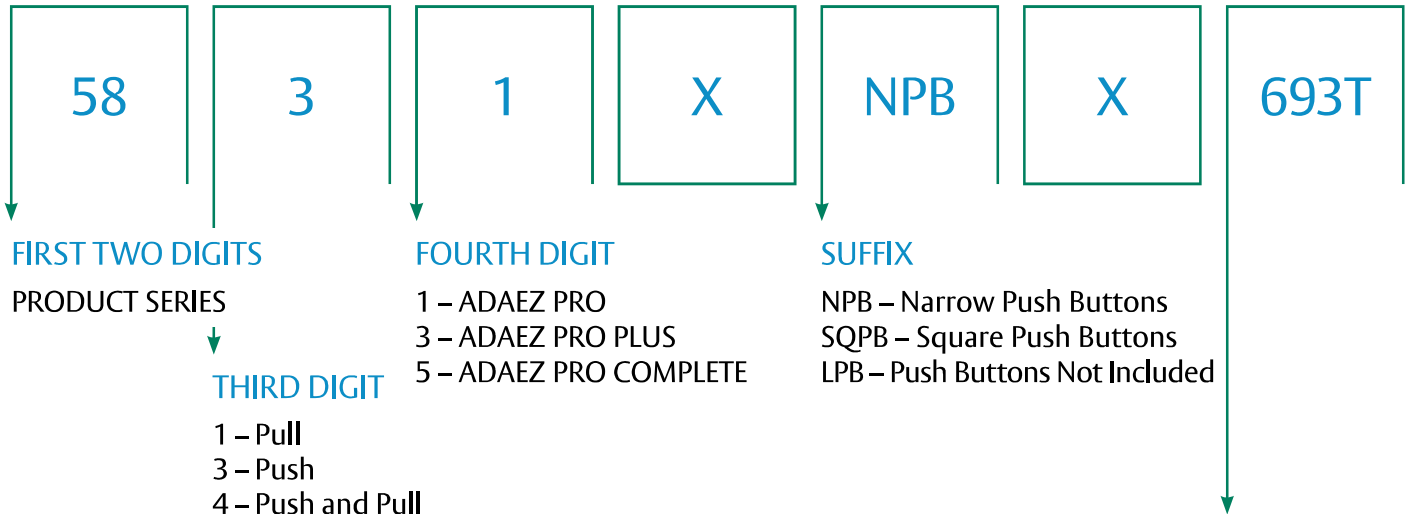 58 3 1 X NPB X 693T
FIRST TWO DIGITS
PRODUCT SERIES
THIRD DIGIT
1 – Pull
3 – Push
4 – Push and Pull
FOURTH DIGIT
1 – ADAEZ PRO
3 – ADAEZ PRO PLUS
5 – ADAEZ PRO COMPLETE
SUFFIX
NPB – Narrow Push Buttons
SQPB – Square Push Buttons
LPB – Push Buttons Not Included